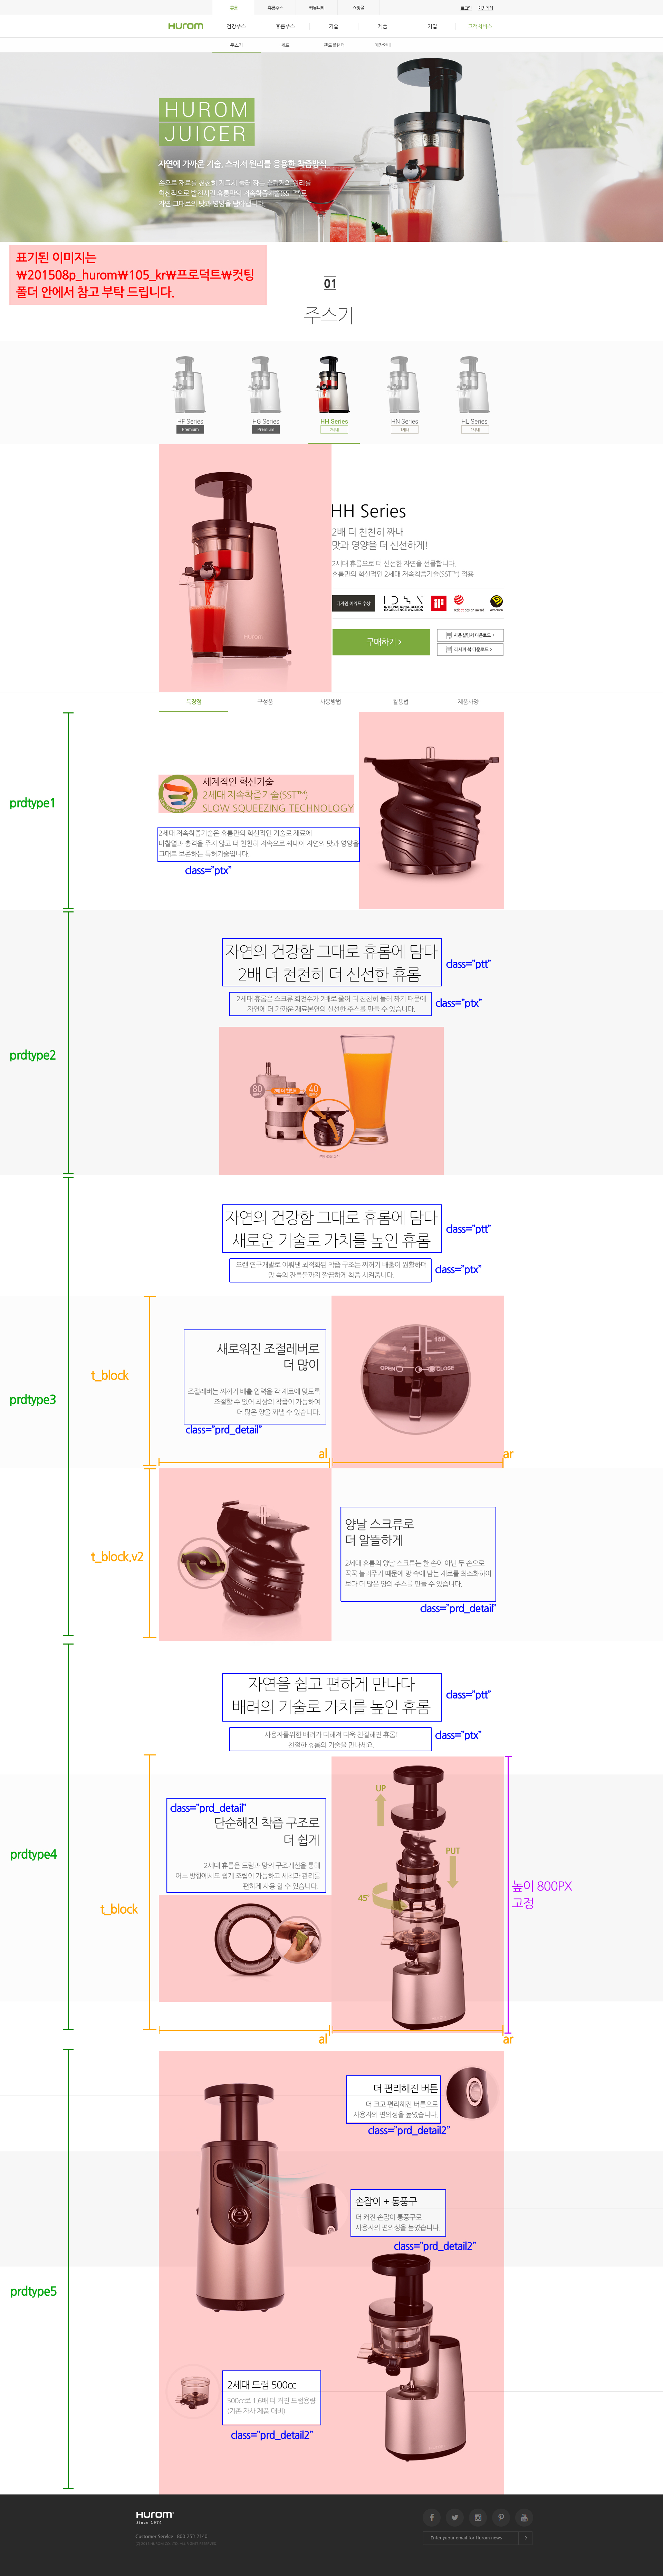 휴롬
휴롬주스
커뮤니티
쇼핑몰
로그인
회원가입
HUROM
건강주스
휴롬주스
기술
제품
기업
고객서비스
주스기
셰프
핸드블렌더
매장안내
HUROM
JUICER
자연에 가까운 기술, 스퀴저 원리를 응용한 착즙방식
손으로 재료를 천천히 지그시 눌러 짜는 스퀴저의 원리를
혁신적으로 발전시킨 휴롬만의 저속착즙기술(SST™)로
자연 그대로의 맛과 영양을
표기된 이미지는
₩201508p_hurom₩105_kr₩프로덕트₩컷팅
폴더 안에서 참고 부탁 드립니다.
01
주스기
HF Series
HG Series
HH Series
HN Series
HL Series
Premium
Premium
2세대
1세대
1세대
HH Series
2배 더 천천히 짜내
맛과 영양을 더 신선하게!
2세대 휴롬으로 더 신선한 자연을 선물합니다.
휴롬만의 혁신적인 2세대 저속착즙기술(SST™) 적용
디자인 어워드 수상
INTERNATIONAL DESIGN
EXCELLENCE AWARDS
reddot design award
구매하기 >
사용설명서 다운로드 >
레시피 북 다운로드 >
특장점
구성품
사용방법
활용법
제품사양
prdtype1
세계적인 혁신기술
2세대 저속착즙기술(SST™)
SLOW SQUEEZING TECHNOLOGY
2세대 저속착즙기술은 휴롬만의 혁신적인 기술로 재료에
마찰열과 충격을 주지 않고 더 천천히 저속으로 짜내어 자연의 맛과 영양을
그대로 보존하는 특허기술입니다.
class="ptx"
prdtype2
자연의 건강함 그대로 휴롬에 담다
2배 더 천천히 더 신선한 휴롬
class="ptt"
2세대 휴롬은 스크류 회전수가 2배로 줄어 더 천천히 눌러 짜기 때문에
자연에 더 가까운 재료본연의 신선한 주스를 만들 수 있습니다.
class="ptx"
80
40
prdtype3
자연의 건강함 그대로 휴롬에 담다
새로운 기술로 가치를 높인 휴롬
class="ptt"
오랜 연구개발로 이뤄낸 최적화된 착즙 구조는 찌꺼기 배출이 원활하며
망 속의 잔류물까지 깔끔하게 착즙 시켜줍니다.
class="ptx"
t_block
새로워진 조절레버로
더 많이
조절레버는 찌꺼기 배출 압력을 각 재료에 맞도록
조절할 수 있어 최상의 착즙이 가능하여
더 많은 양을 짜낼 수 있습니다.
class="prd_detail"
150
4
OPEN
CLOSE
al
ar
t_block.v2
양날 스크류로
더 알뜰하게
2세대 휴롬의 양날 스크류는 한 손이 아닌 두 손으로
꾹꾹 눌러주기 때문에 망 속에 남는 재료를 최소화하여
보다 더 많은 양의 주스를 만들 수 있습니다.
class="prd_detail"
prdtype4
자연을 쉽고 편하게 만나다
배려의 기술로 가치를 높인 휴롬
class="ptt"
사용자를위한 배려가 더해져 더욱 친절해진 휴롬!
친절한 휴롬의 기술을 만나세요.
class="ptx"
t_block
class="prd_detail"
단순해진 착즙 구조로
더 쉽게
2세대 휴롬은 드럼과 망의 구조개선을 통해
어느 방향에서도 쉽게 조립이 가능하고 세척과 관리를
편하게 사용 할 수 있습니다.
UP
PUT
45°
높이 800PX
고정
al
ar
prdtype5
더 편리해진 버튼
더 크고 편리해진 버튼으로
사용자의 편의성을 높였습니다.
class="prd_detail2"
손잡이 + 통풍구
더 커진 손잡이 통풍구로
사용자의 편의성을 높였습니다.
class="prd_detail2"
2세대 드럼 500cc
500cc로 1.6배 더 커진 드럼용량
(기존 자사 제품 대비)
class="prd_detail2"
HUROM
Since 1974
Customer Service : 800-253-2140